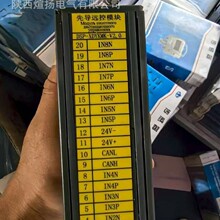 陕西煊扬电气有限公司
先导远控模块
20 IN8N
19 IN8P
18 IN7N
17 IN7P
16 IN6N
15 IN6P
14 IN5N
13 IN5P
12 24V-
11 24V+
10 CANL
9 CANH
8 IN4N
7 IN4P
6 IN3N
5 IN3P
4 IN2N